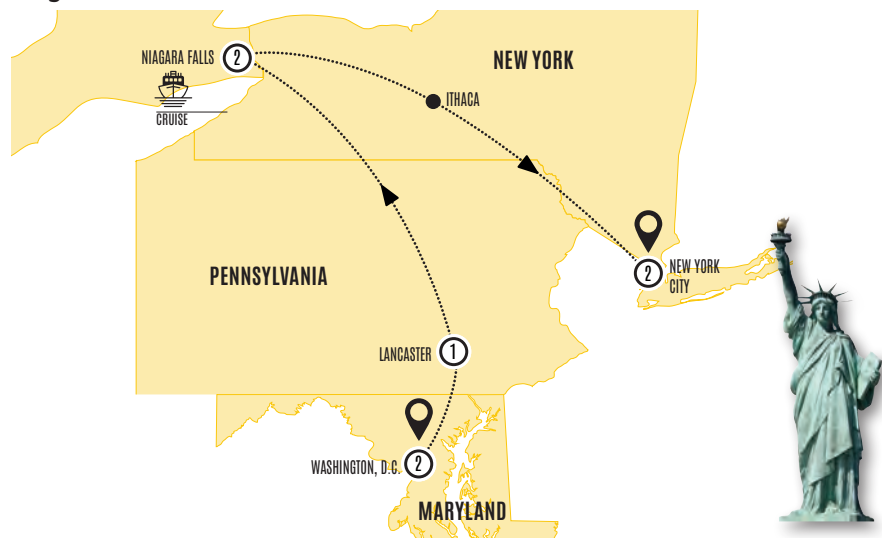 NIAGARA FALLS
2
NEW YORK
CRUISE
ITHACA
PENNSYLVANIA
2
NEW YORK
CITY
LANCASTER
1
WASHINGTON, D.C.
2
MARYLAND